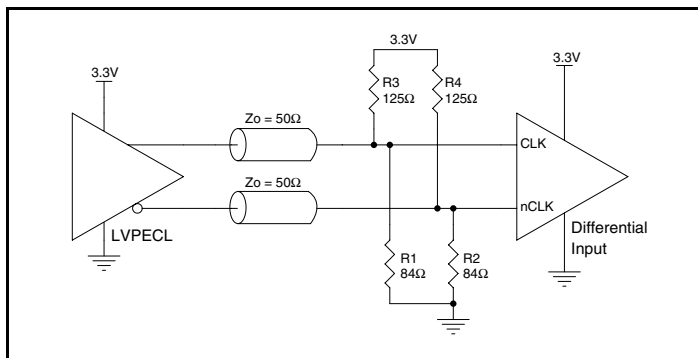 3.3V
3.3V
3.3V
R3
125Ω
R4
125Ω
Zo = 50Ω
CLK
Zo = 50Ω
nCLK
LVPECL
Differential
Input
R1
84Ω
R2
84Ω